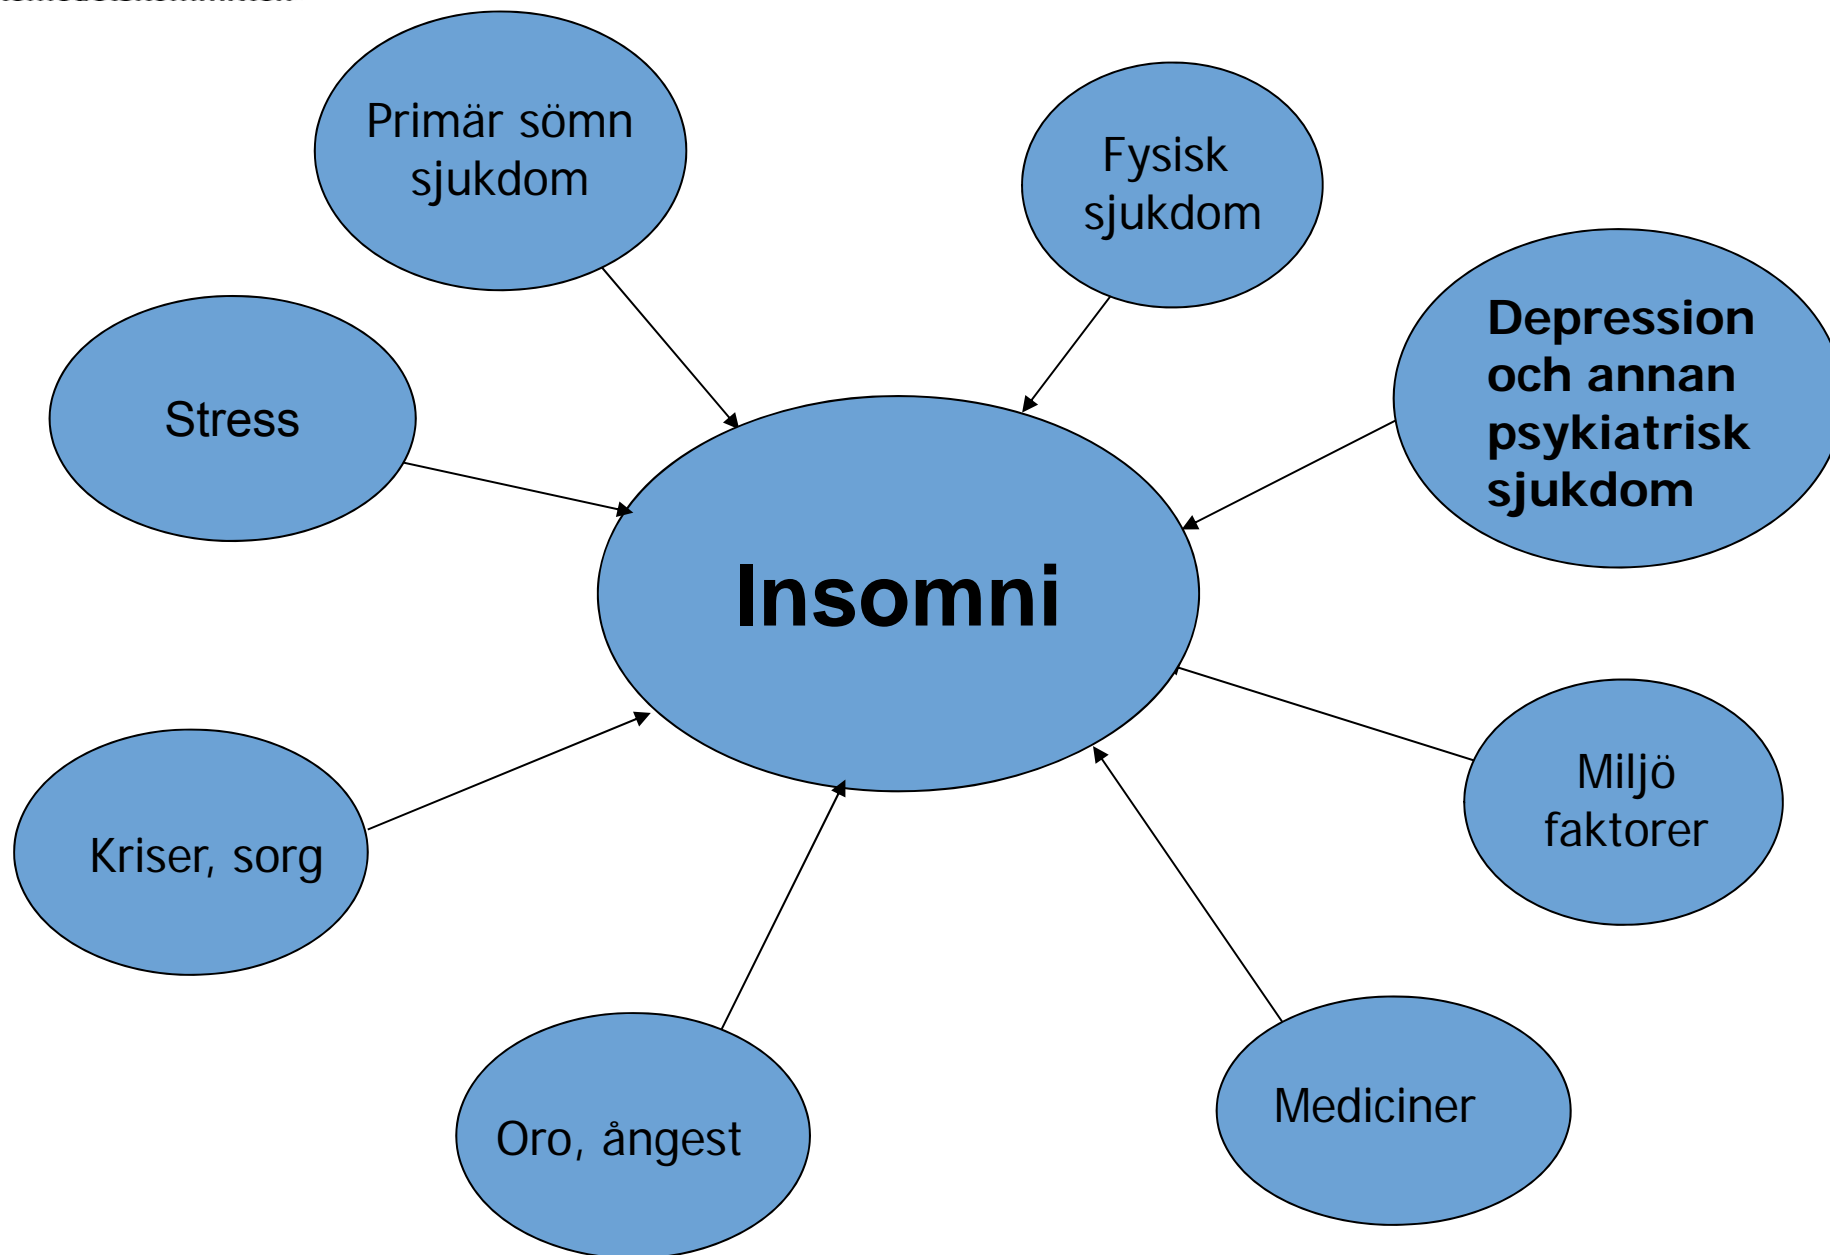 Primär sömn
sjukdom
Fysisk
sjukdom
Depression
och annan
psykiatrisk
sjukdom
Stress
Insomni
Miljö
faktorer
Kriser, sorg
Mediciner
Oro, ångest